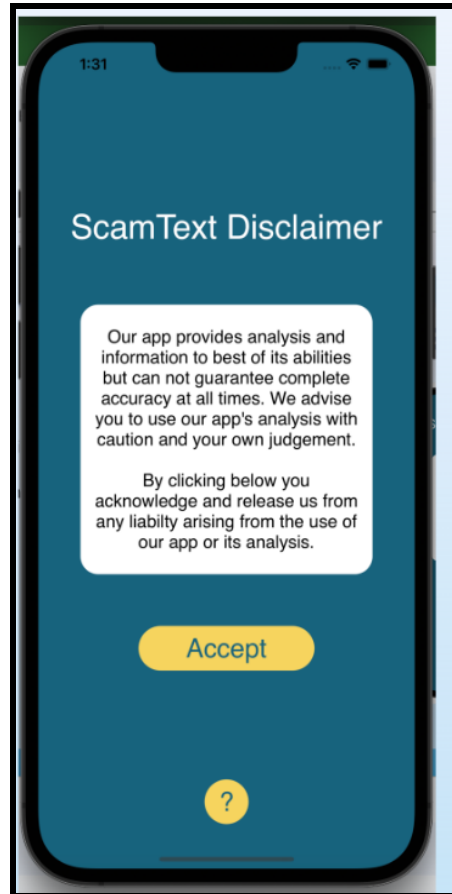 1:31
ScamText Disclaimer
Our app provides analysis and
information to best of its abilities
but can not guarantee complete
accuracy at all times. We advise
you to use our app's analysis with
caution and your own judgement.
By clicking below you
acknowledge and release us from
any liabilty arising from the use of
our app or its analysis.
Accept
?